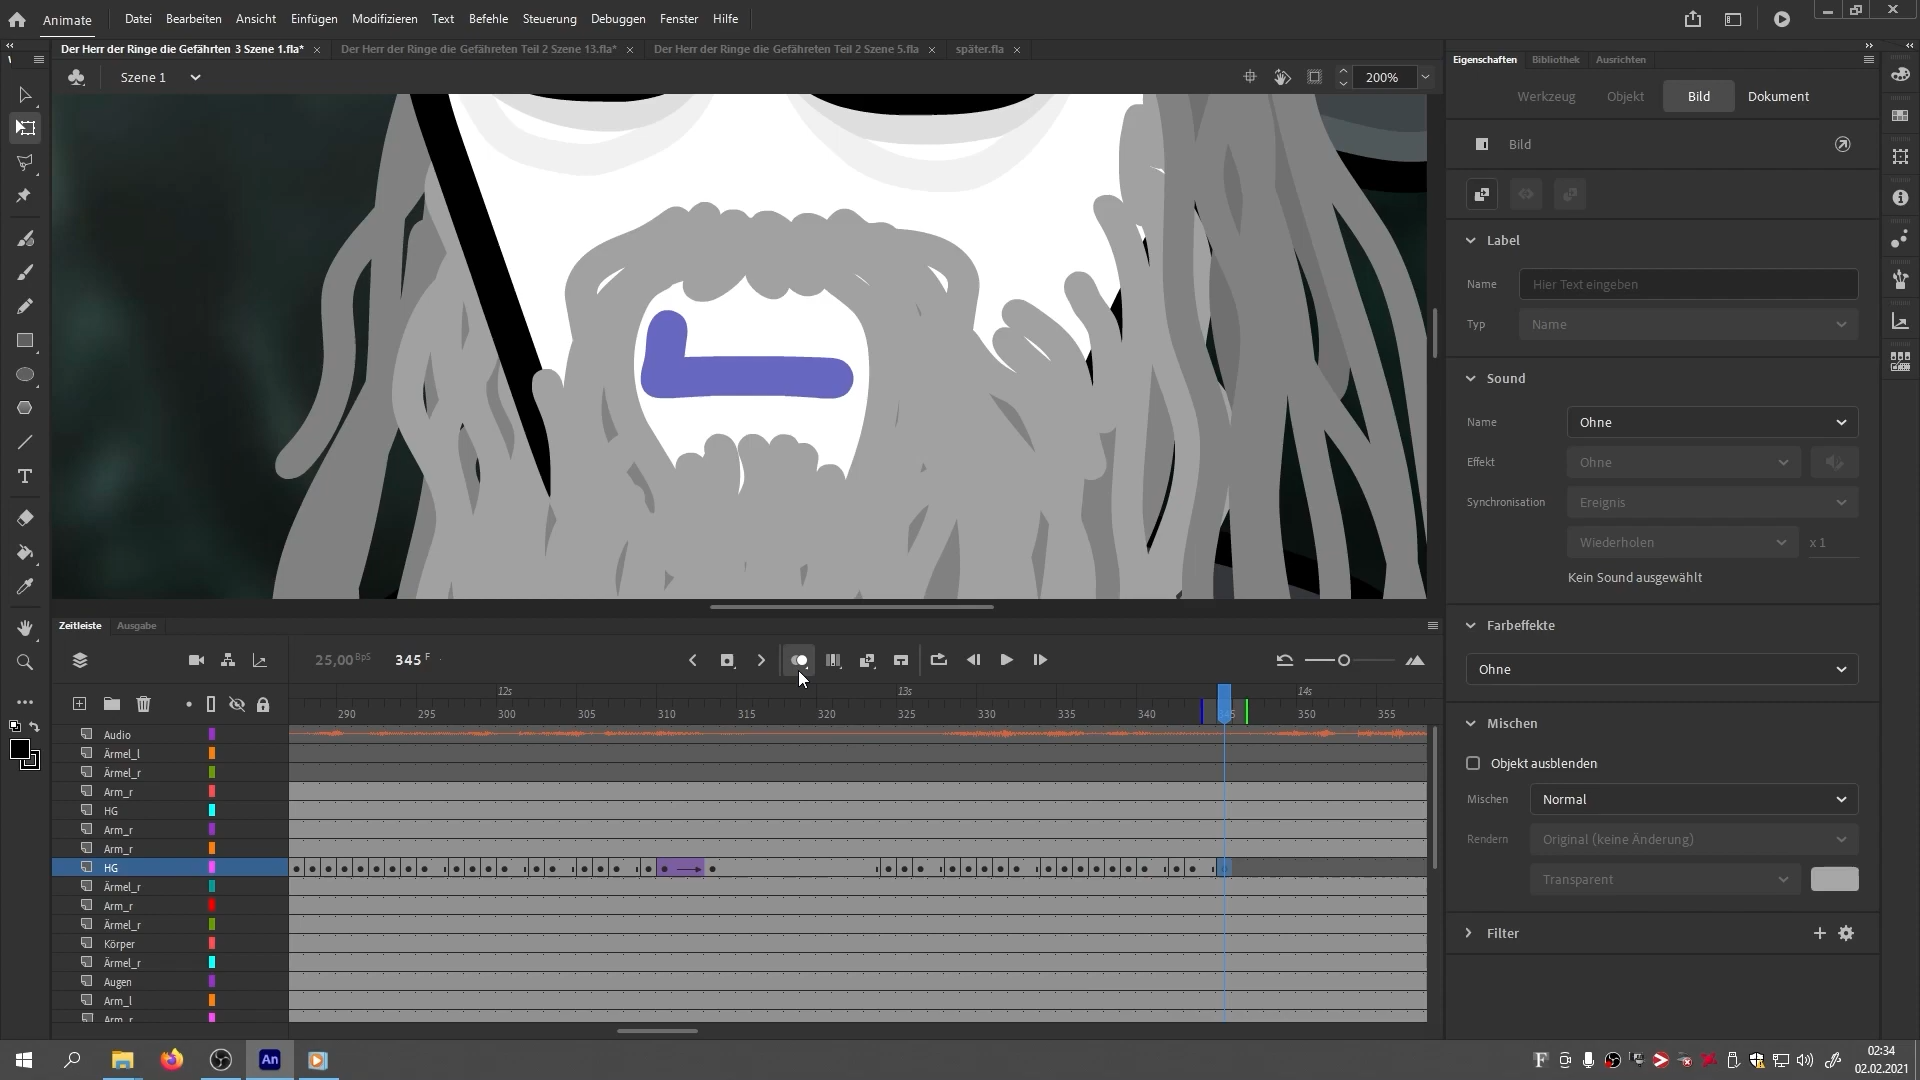 Animate Datei Bearbeiten Ansicht Einfügen Modifizieren Text Befehle Steuerung Debuggen Fenster Hilfe
Der Herr der Ringe die Gefährten 3 Szene 1.fla* Der Herr der Ringe die Gefähreten Teil 2 Szene 13.fla* Der Herr der Ringe die Gefähreten Teil 2 Szene 5.fla später.fla
Szene 1 200%
Eigenschaften Bibliothek Ausrichten
Werkzeug Objekt Bild Dokument
Bild
Label
Name Hier Text eingeben
Typ Name
Sound
Name Ohne
Effekt Ohne
Synchronisation Ereignis
Wiederholen x 1
Kein Sound ausgewählt
Farbeffekte
Ohne
Mischen
Objekt ausblenden
Mischen Normal
Rendern Original (keine Änderung)
Transparent
Filter
Zeitleiste Ausgabe
25,00 BpS 345 F
12s 13s 14s
290 295 300 305 310 315 320 325 330 335 340 345 350 355
Audio
Ärmel_l
Ärmel_r
Arm_r
HG
Arm_r
Arm_r
HG
Ärmel_r
Arm_r
Ärmel_r
Körper
Ärmel_r
Augen
Arm_l
Arm_r
An
02:34
02.02.2021